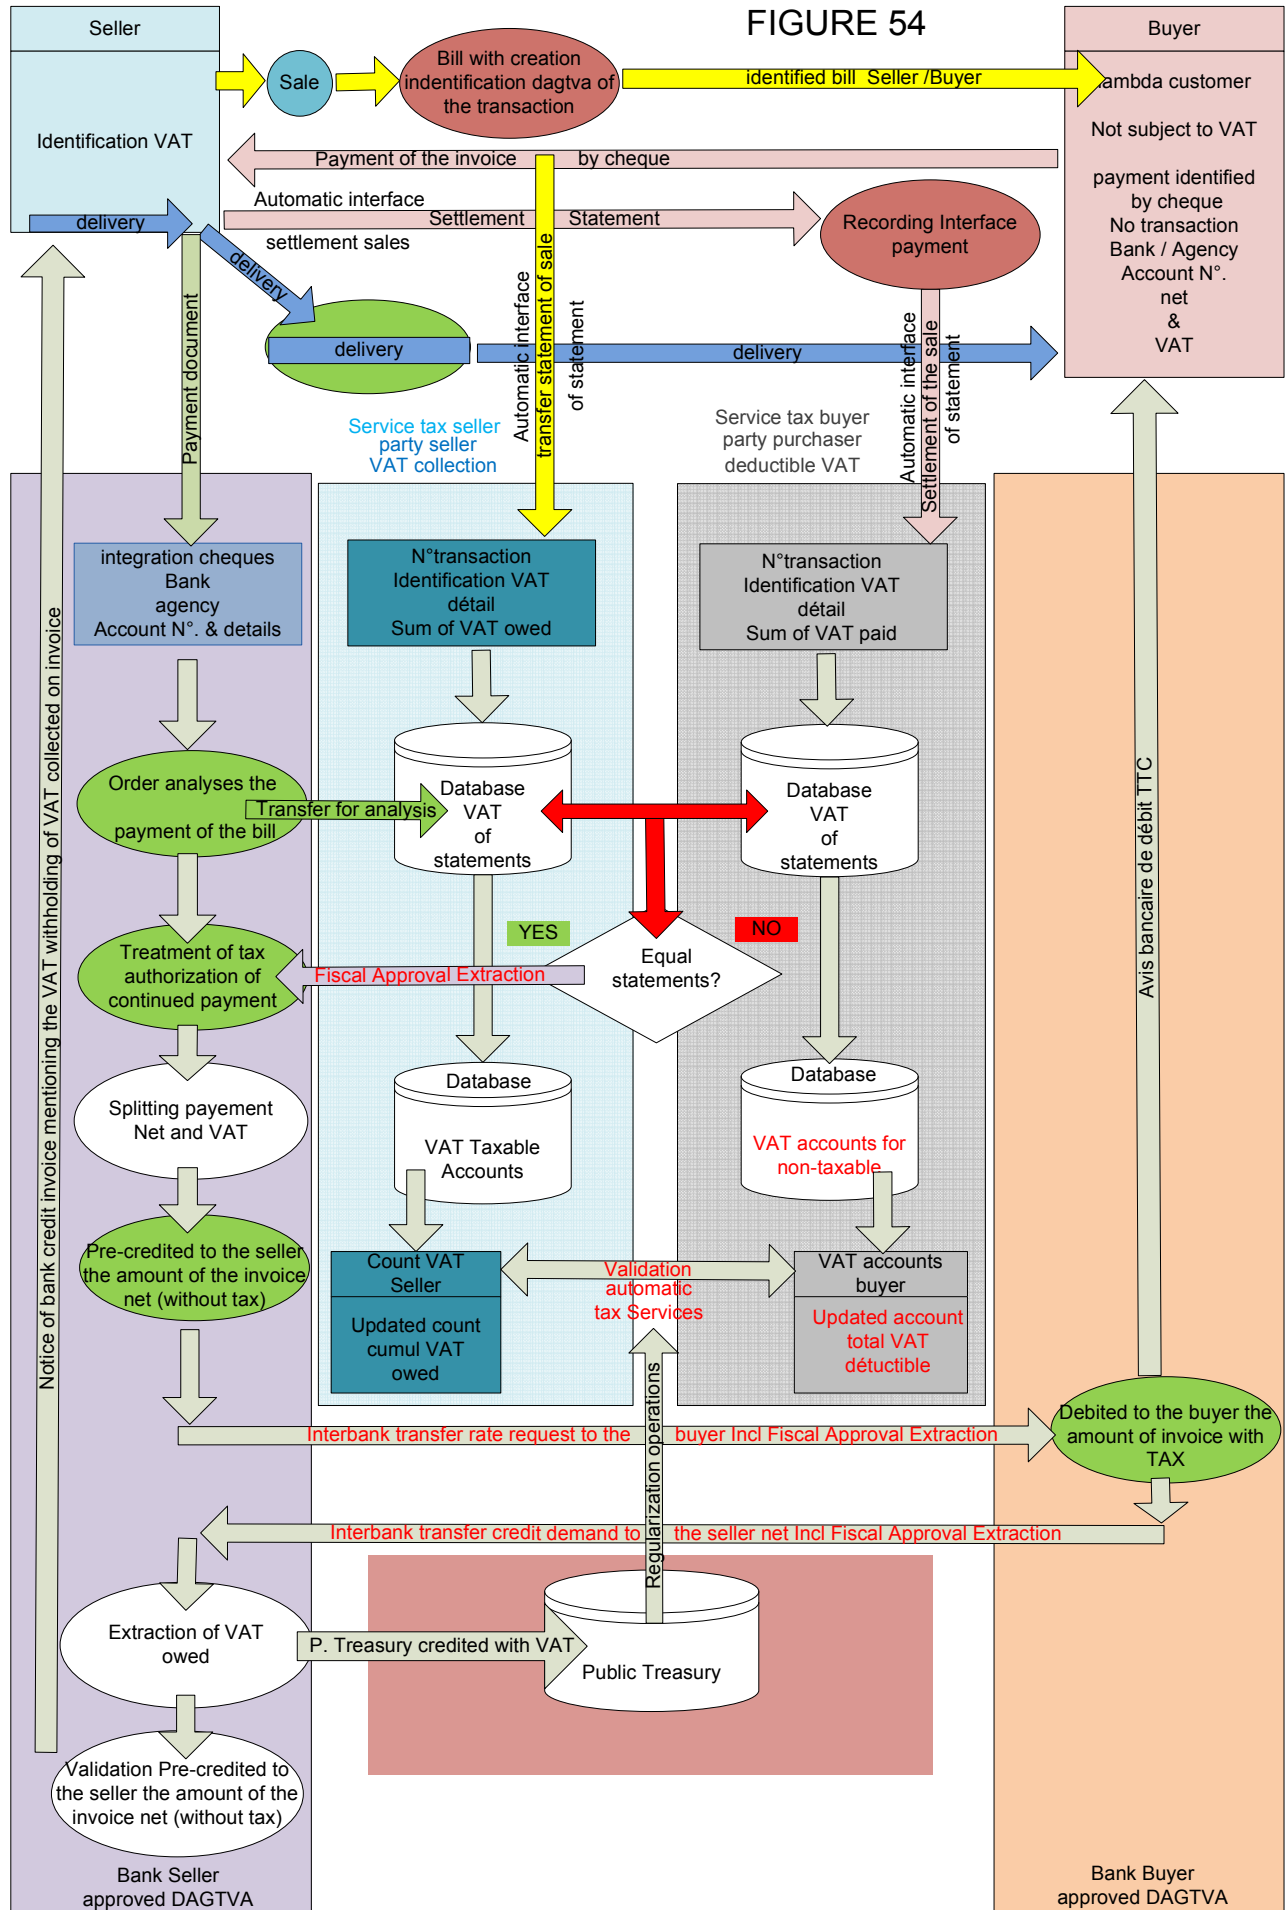 FIGURE 54
Seller
Identification VAT
Sale
Bill with creation
indentification dagtva of
the transaction
identified bill Seller /Buyer
Buyer
lambda customer
Not subject to VAT
payment identified
by cheque
No transaction
Bank / Agency
Account N°.
net
&
VAT
Payment of the invoice by cheque
Automatic interface
Settlement Statement
settlement sales
Recording Interface
payment
delivery
delivery
delivery
delivery
Payment document
Automatic interface
transfer statement of sale
of statement
Automatic interface
Settlement of the sale
of statement
Service tax seller
party seller
VAT collection
Service tax buyer
party purchaser
deductible VAT
integration cheques
Bank
agency
Account N°. & details
N°transaction
Identification VAT
détail
Sum of VAT owed
N°transaction
Identification VAT
détail
Sum of VAT paid
Order analyses the
payment of the bill
Transfer for analysis
Database
VAT
of
statements
Database
VAT
of
statements
YES
NO
Equal
statements?
Fiscal Approval Extraction
Treatment of tax
authorization of
continued payment
Splitting payement
Net and VAT
Database
VAT Taxable
Accounts
Database
VAT accounts for
non-taxable
Pre-credited to the seller
the amount of the invoice
net (without tax)
Count VAT
Seller
Updated count
cumul VAT
owed
Validation
automatic
tax Services
VAT accounts
buyer
Updated account
total VAT
détuctible
Notice of bank credit invoice mentioning the VAT withholding of VAT collected on invoice
Avis bancaire de débit TTC
Regularization operations
Interbank transfer rate request to the buyer Incl Fiscal Approval Extraction
Debited to the buyer the
amount of invoice with
TAX
Interbank transfer credit demand to the seller net Incl Fiscal Approval Extraction
Extraction of VAT
owed
P. Treasury credited with VAT
Public Treasury
Validation Pre-credited to
the seller the amount of the
invoice net (without tax)
Bank Seller
approved DAGTVA
Bank Buyer
approved DAGTVA